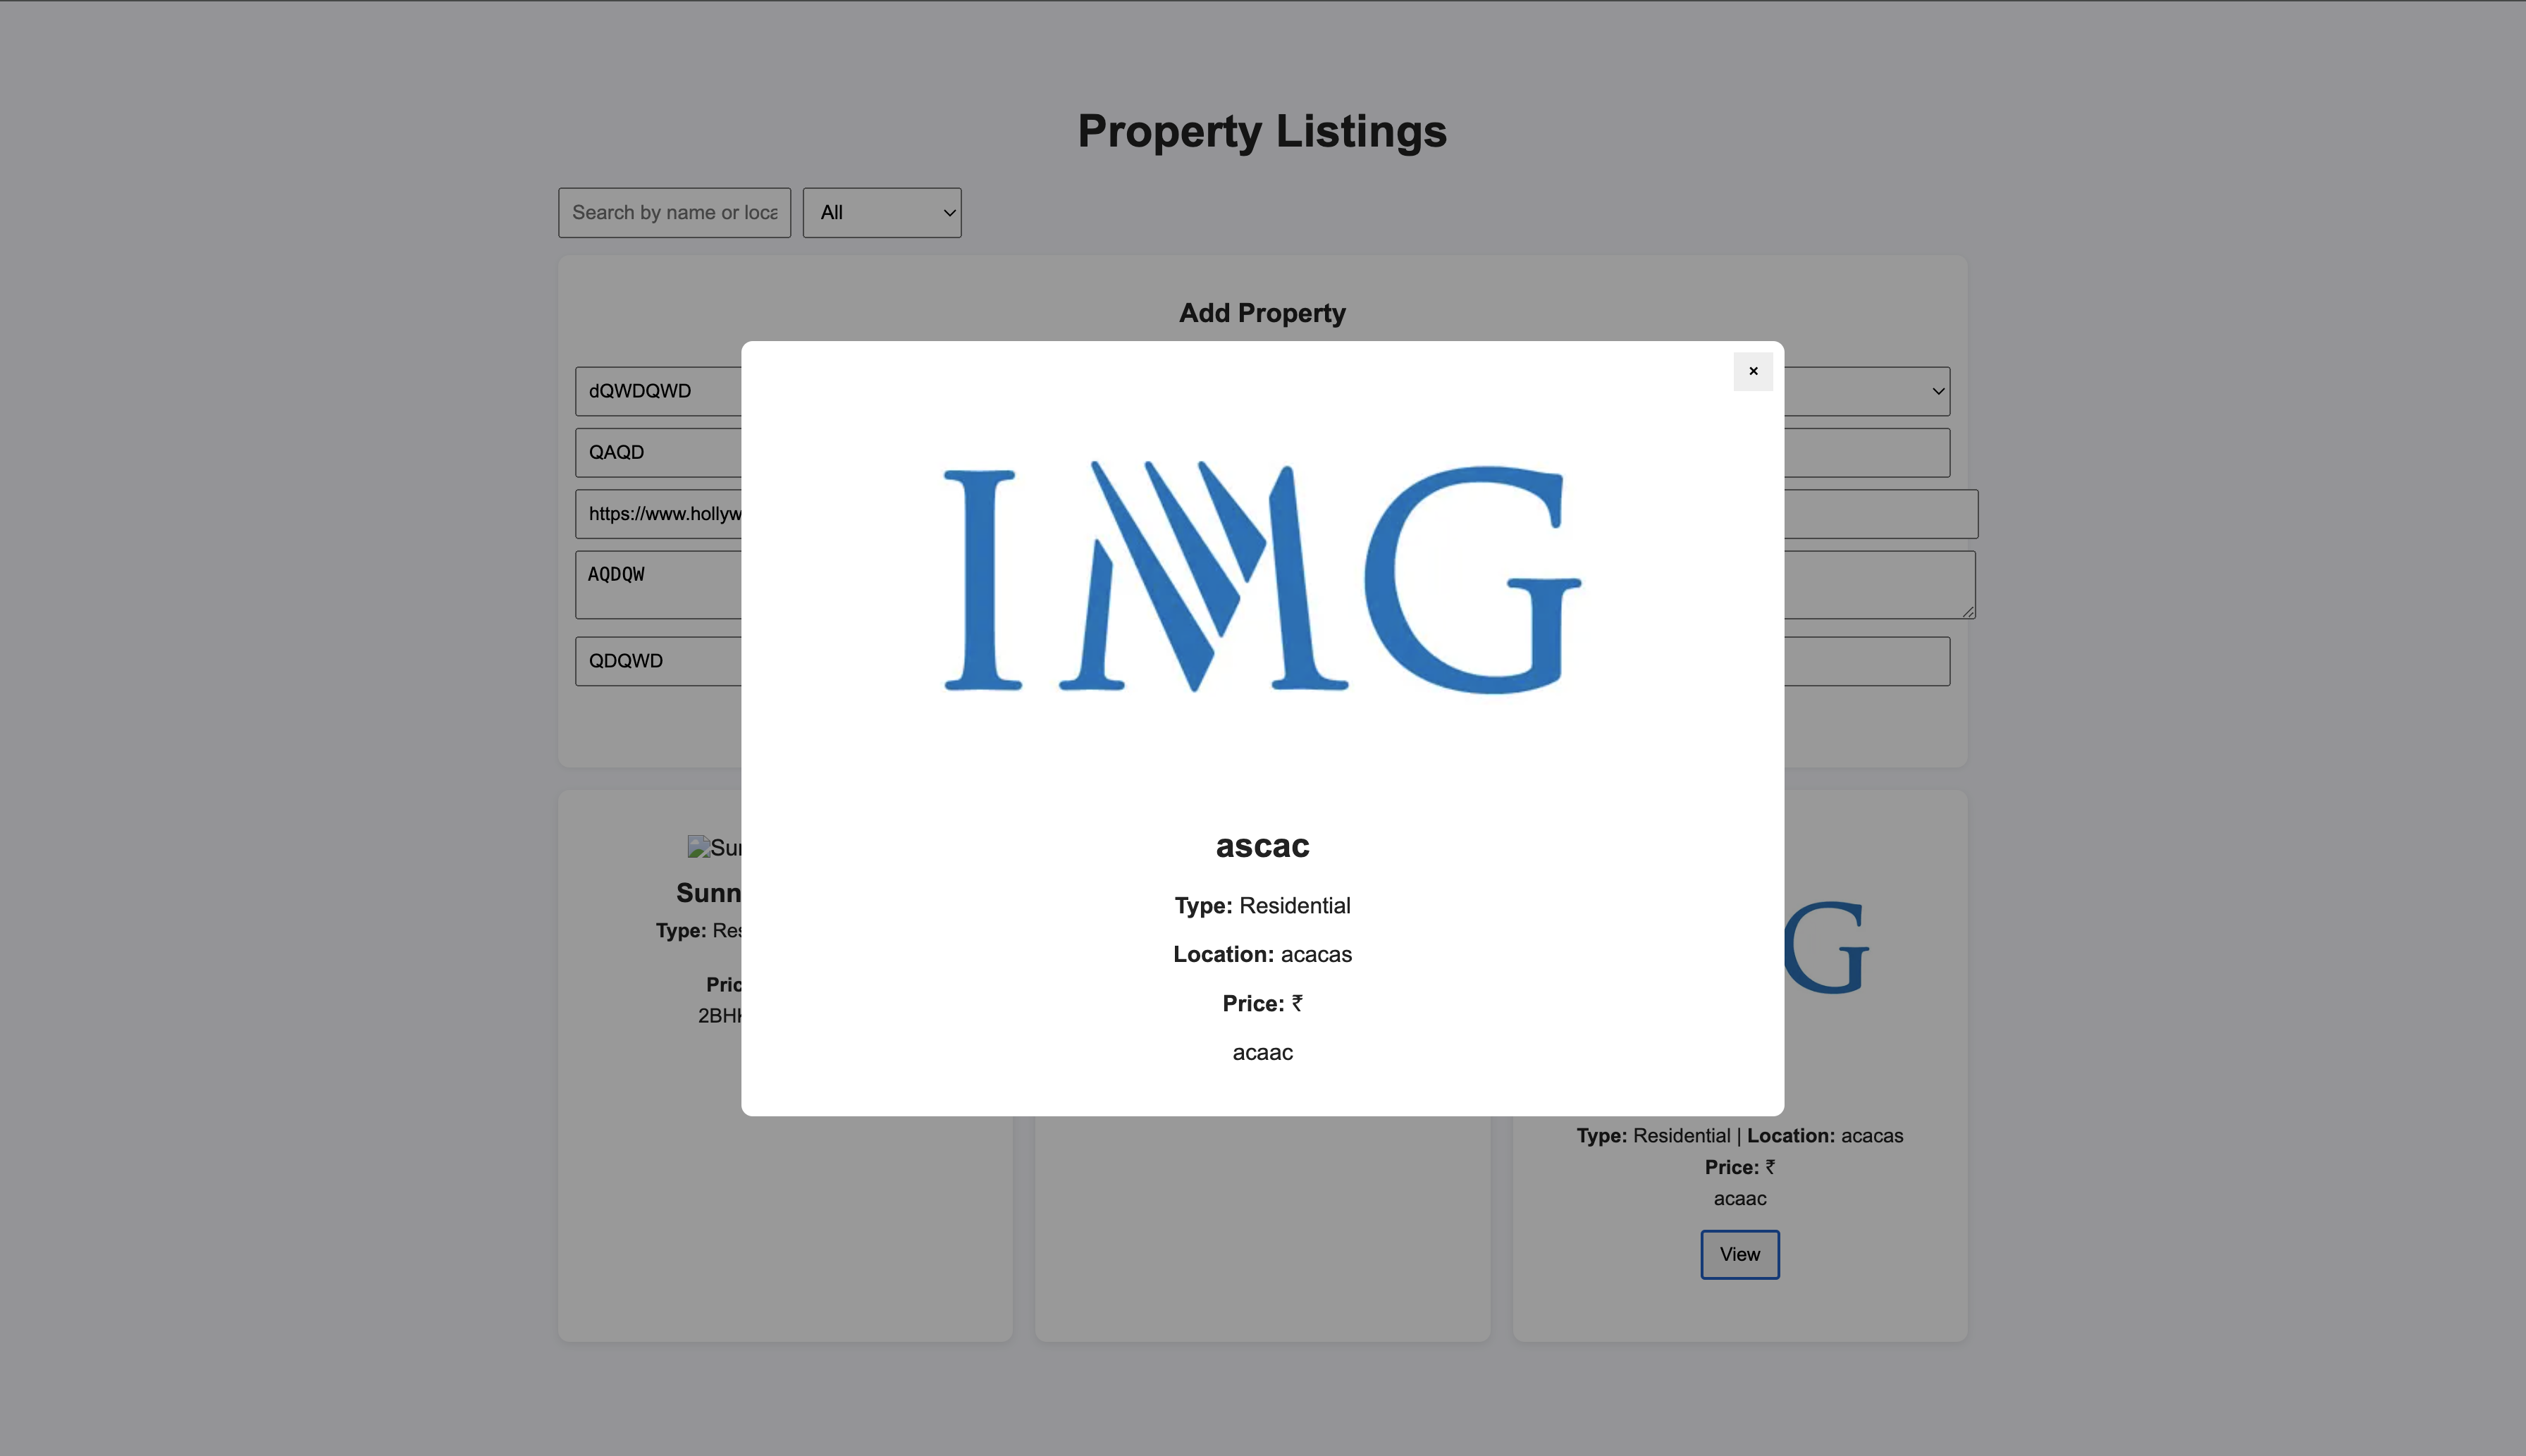 Property Listings
Search by name or loca
All
Add Property
×
dQWDQWD
QAQD
https://www.hollyw
AQDQW
QDQWD
IMG
ascac
Type: Residential
Location: acacas
Price: ₹
acaac
Sun
Sunn
Type: Res
Pric
2BHK
G
Type: Residential | Location: acacas
Price: ₹
acaac
View